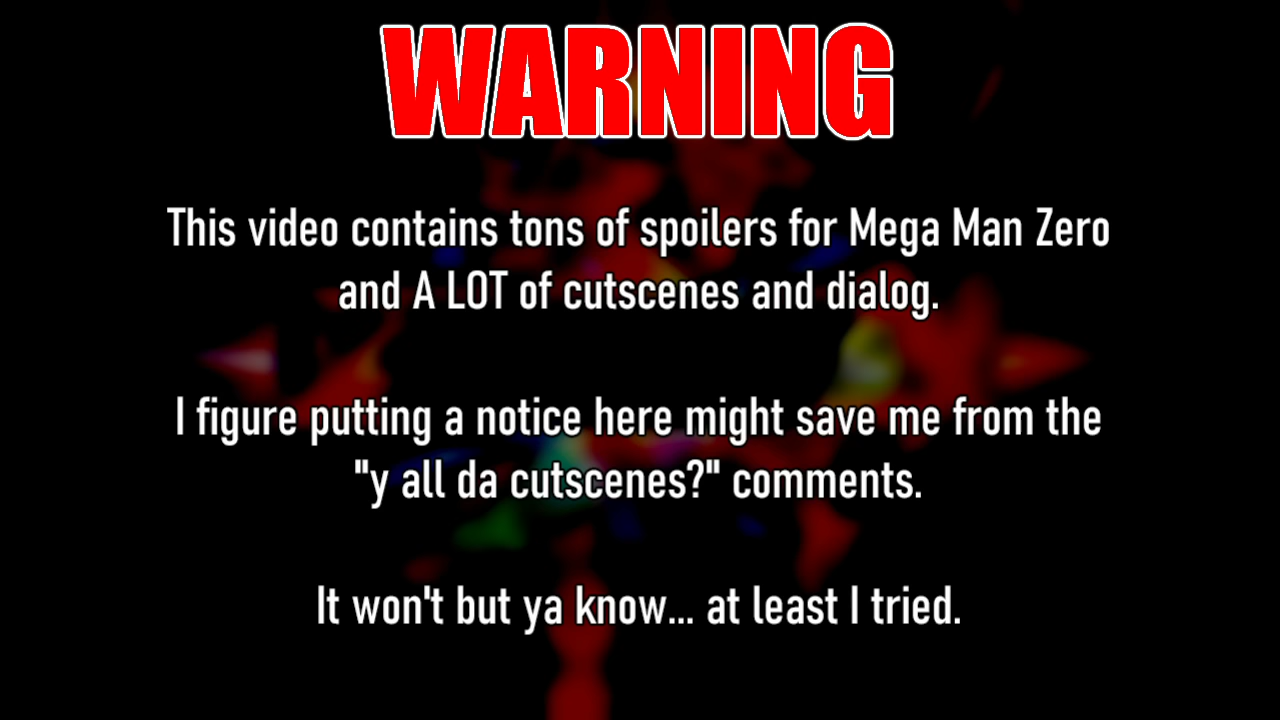 WARNING
This video contains tons of spoilers for Mega Man Zero
and A LOT of cutscenes and dialog.
I figure putting a notice here might save me from the
"y all da cutscenes?" comments.
It won't but ya know... at least I tried.